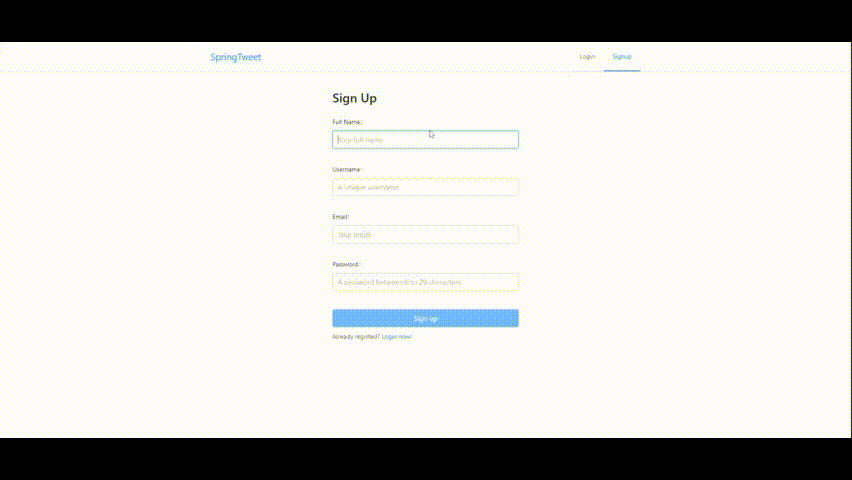 SpringTweet
Login
Signup
Sign Up
Full Name:
Your full name
Username:
A unique username
Email:
Your email
Password:
A password between 6 to 20 characters
Sign up
Already registed? Login now!